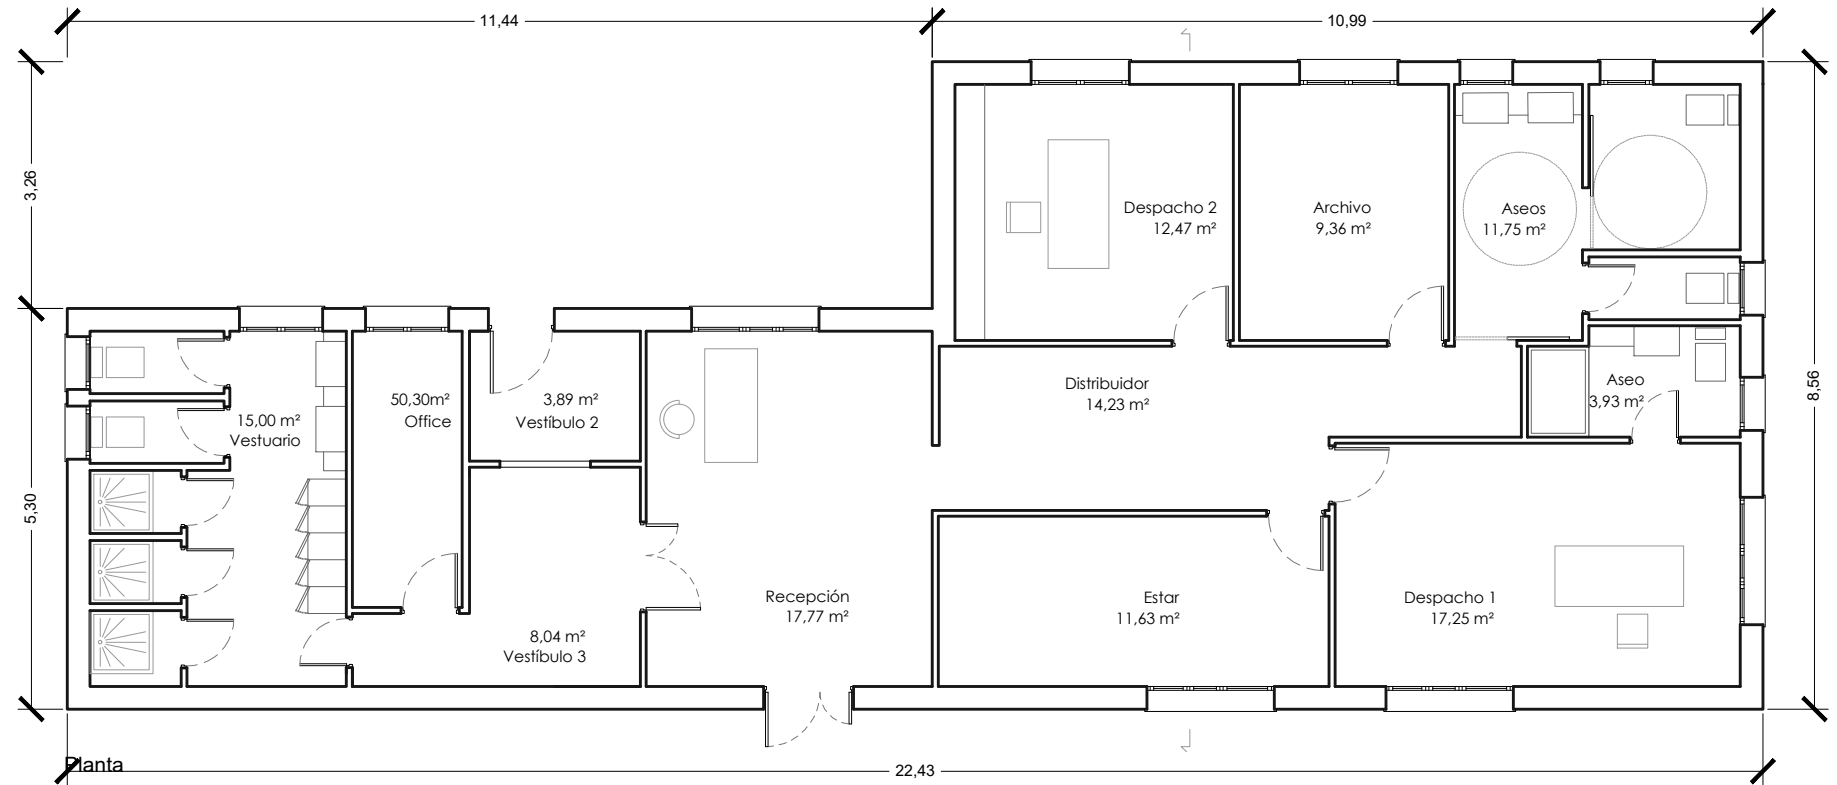 11,44
10,99
3,26
Despacho 2
12,47 m²
Archivo
9,36 m²
Aseos
11,75 m²
5,30
15,00 m²
Vestuario
50,30m²
Office
3,89 m²
Vestíbulo 2
Distribuidor
14,23 m²
Aseo
3,93 m²
8,56
8,04 m²
Vestíbulo 3
Recepción
17,77 m²
Estar
11,63 m²
Despacho 1
17,25 m²
Planta
22,43